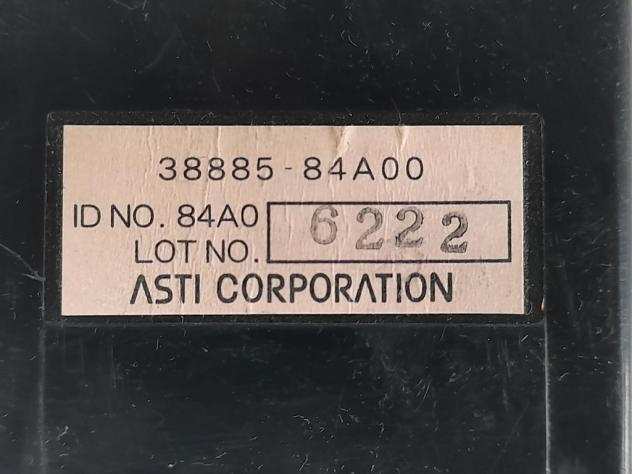 38885-84A00
ID NO. 84A0
LOT NO. 6222
ASTI CORPORATION